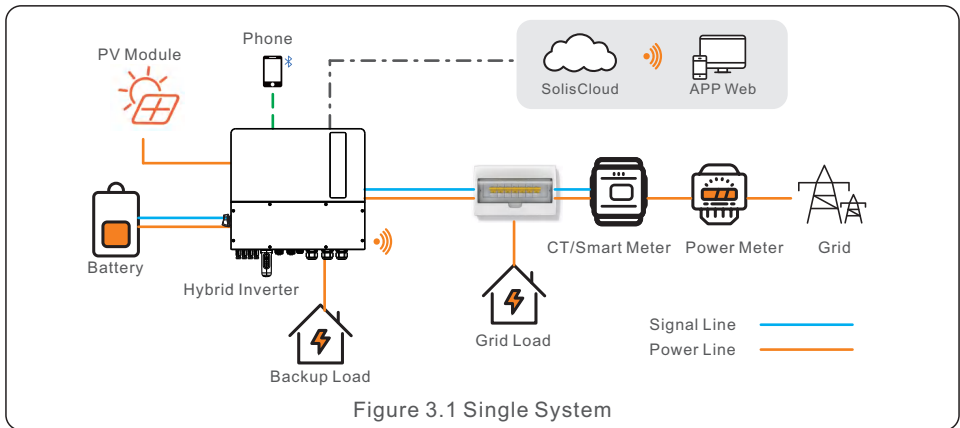 Phone
PV Module
SolisCloud
APP Web
CT/Smart Meter
Power Meter
Grid
Battery
Hybrid Inverter
Grid Load
Backup Load
Signal Line
Power Line
Figure 3.1 Single System